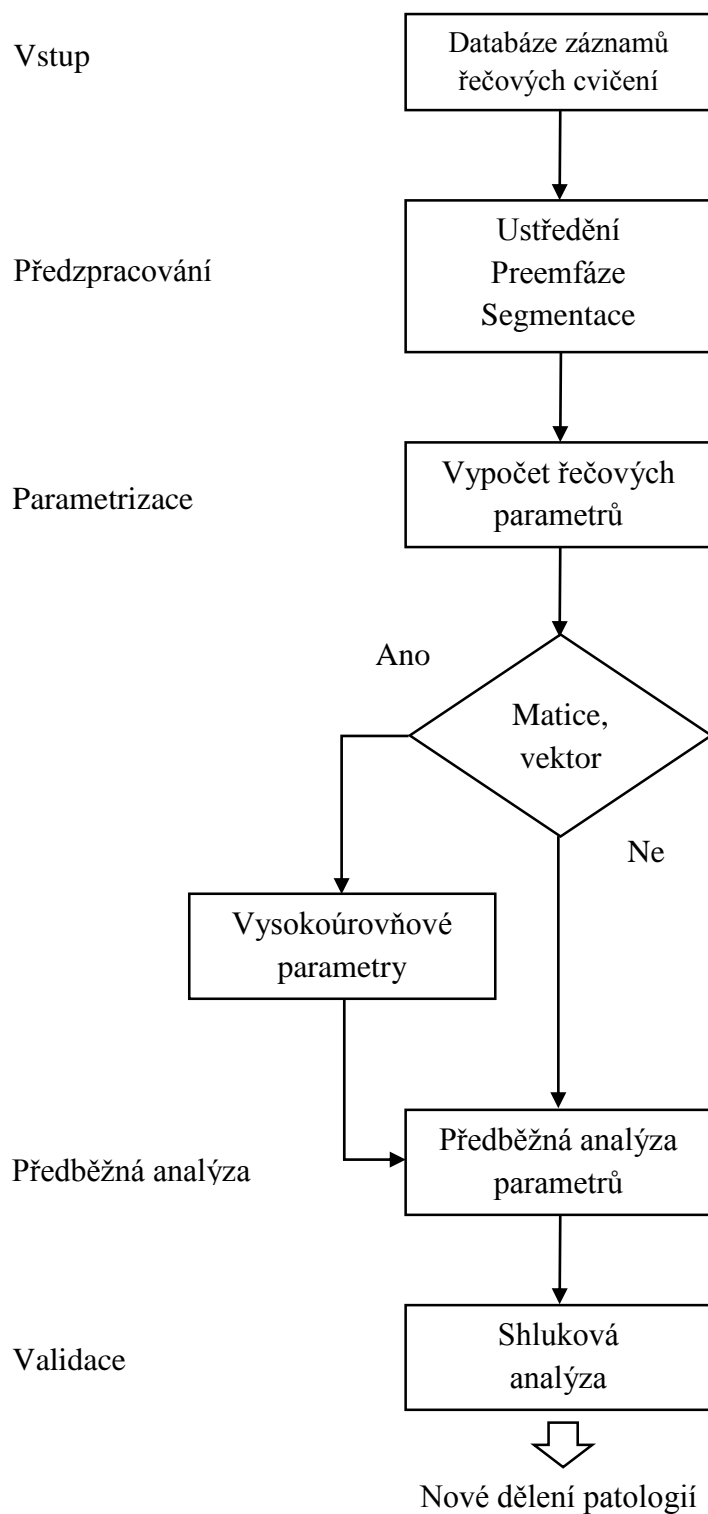 Vstup
Databáze záznamů
řečových cvičení
Předzpracování
Ustředění
Preemfáze
Segmentace
Parametrizace
Vypočet řečových
parametrů
Ano
Matice,
vektor
Ne
Vysokoúrovňové
parametry
Předběžná analýza
Předběžná analýza
parametrů
Validace
Shluková
analýza
Nové dělení patologií